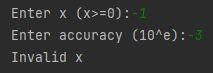 Enter x (x>=0):-1
Enter accuracy (10^e):-3
Invalid x